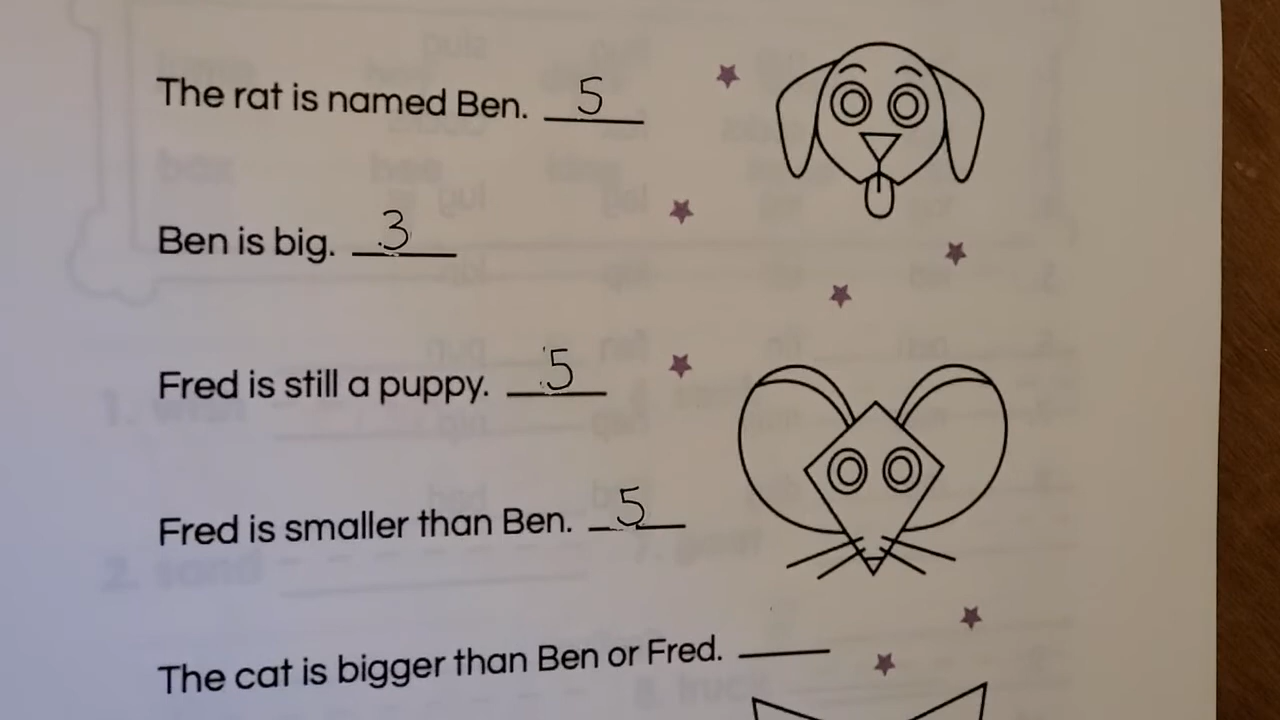 The rat is named Ben. 5
Ben is big. 3
Fred is still a puppy. 5
Fred is smaller than Ben. 5
The cat is bigger than Ben or Fred.